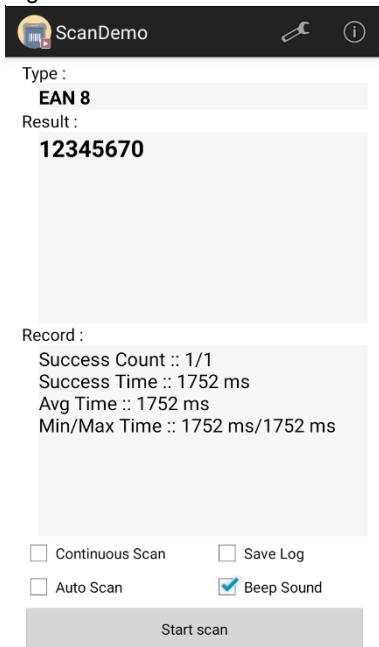 ScanDemo
Type :
EAN 8
Result :
12345670
Record :
Success Count :: 1/1
Success Time :: 1752 ms
Avg Time :: 1752 ms
Min/Max Time :: 1752 ms/1752 ms
Continuous Scan
Save Log
Auto Scan
Beep Sound
Start scan